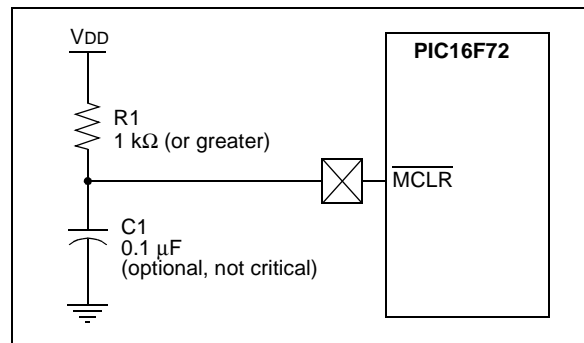 VDD
PIC16F72
R1
1 kΩ (or greater)
MCLR
C1
0.1 μF
(optional, not critical)